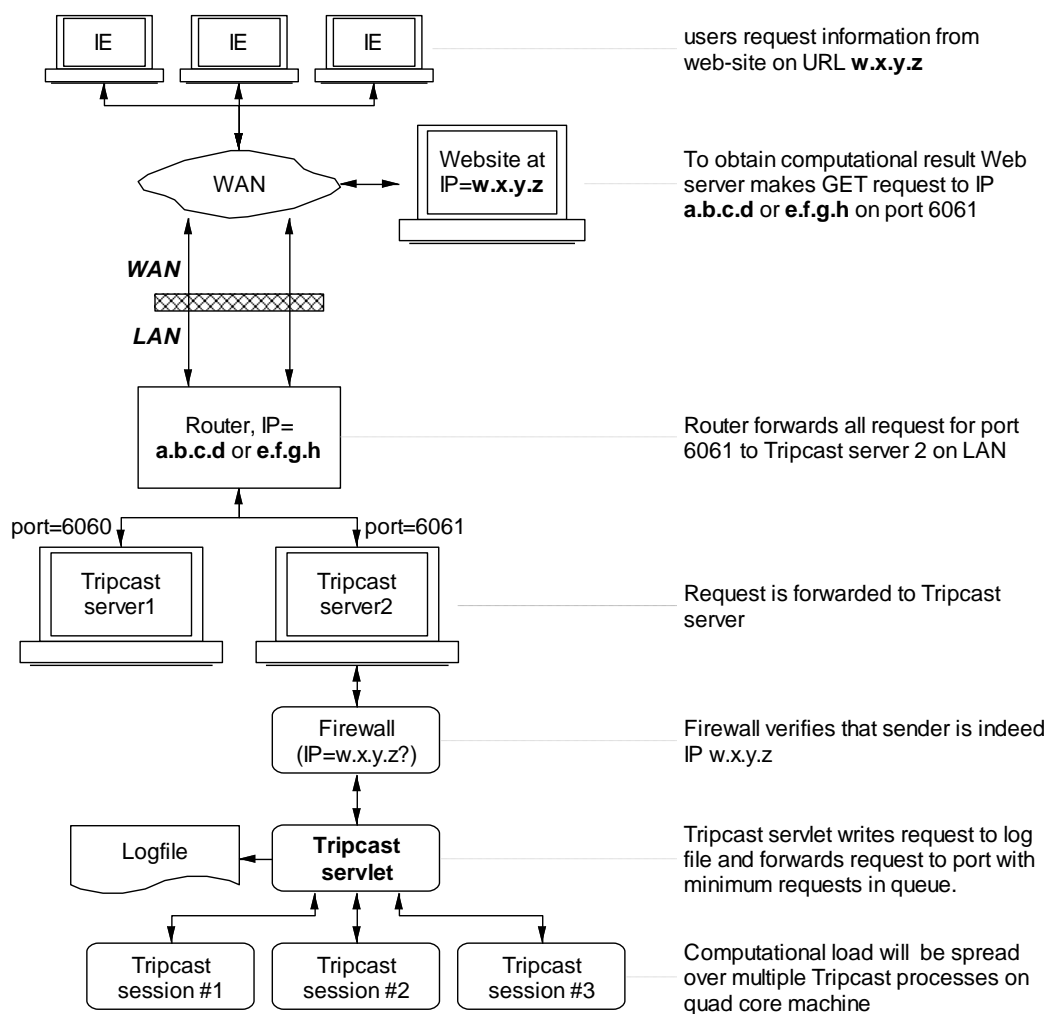 IE
IE
IE
users request information from
web-site on URL w.x.y.z
WAN
Website at
IP=w.x.y.z
To obtain computational result Web
server makes GET request to IP
a.b.c.d or e.f.g.h on port 6061
WAN
LAN
Router, IP=
a.b.c.d or e.f.g.h
Router forwards all request for port
6061 to Tripcast server 2 on LAN
port=6060
port=6061
Tripcast
server1
Tripcast
server2
Request is forwarded to Tripcast
server
Firewall
(IP=w.x.y.z?)
Firewall verifies that sender is indeed
IP w.x.y.z
Logfile
Tripcast
servlet
Tripcast servlet writes request to log
file and forwards request to port with
minimum requests in queue.
Tripcast
session #1
Tripcast
session #2
Tripcast
session #3
Computational load will be spread
over multiple Tripcast processes on
quad core machine